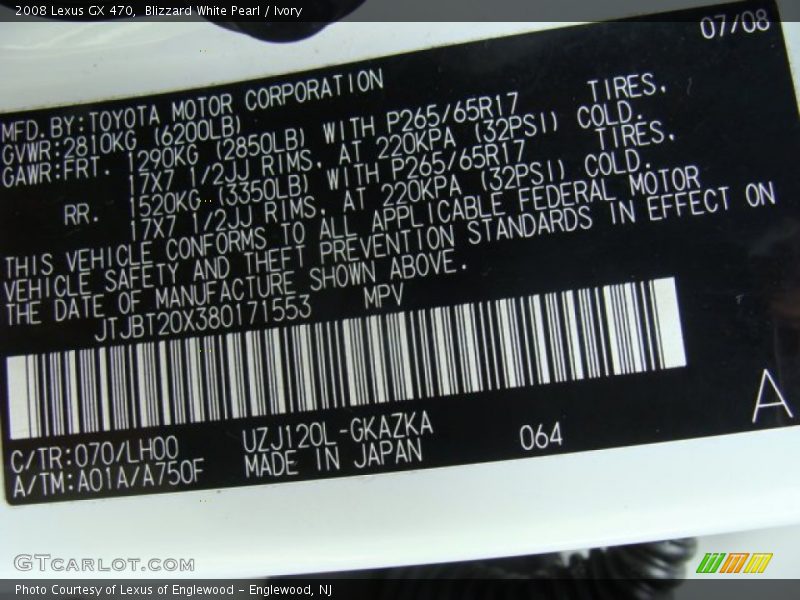 2008 Lexus GX 470, Blizzard White Pearl / Ivory
07/08
MFD. BY: TOYOTA MOTOR CORPORATION
GVWR: 2810KG (6200LB)
GAWR: FRT. 1290KG (2850LB) WITH P265/65R17 TIRES,
17X7 1/2JJ RIMS, AT 220KPA (32PSI) COLD.
RR. 1520KG (3350LB) WITH P265/65R17 TIRES,
17X7 1/2JJ RIMS, AT 220KPA (32PSI) COLD.
THIS VEHICLE CONFORMS TO ALL APPLICABLE FEDERAL MOTOR
VEHICLE SAFETY AND THEFT PREVENTION STANDARDS IN EFFECT ON
THE DATE OF MANUFACTURE SHOWN ABOVE.
JTJBT20X380171553 MPV
A
C/TR: 070/LH00 UZJ120L-GKAZKA 064
A/TM: A01A/A750F MADE IN JAPAN
GTCARLOT.COM
Photo Courtesy of Lexus of Englewood - Englewood, NJ